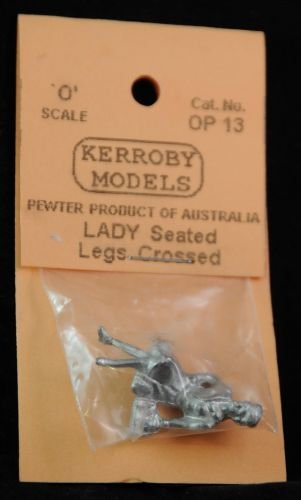 'O'
SCALE
Cat. No.
OP 13
KERROBY
MODELS
PEWTER PRODUCT OF AUSTRALIA
LADY Seated
Legs Crossed